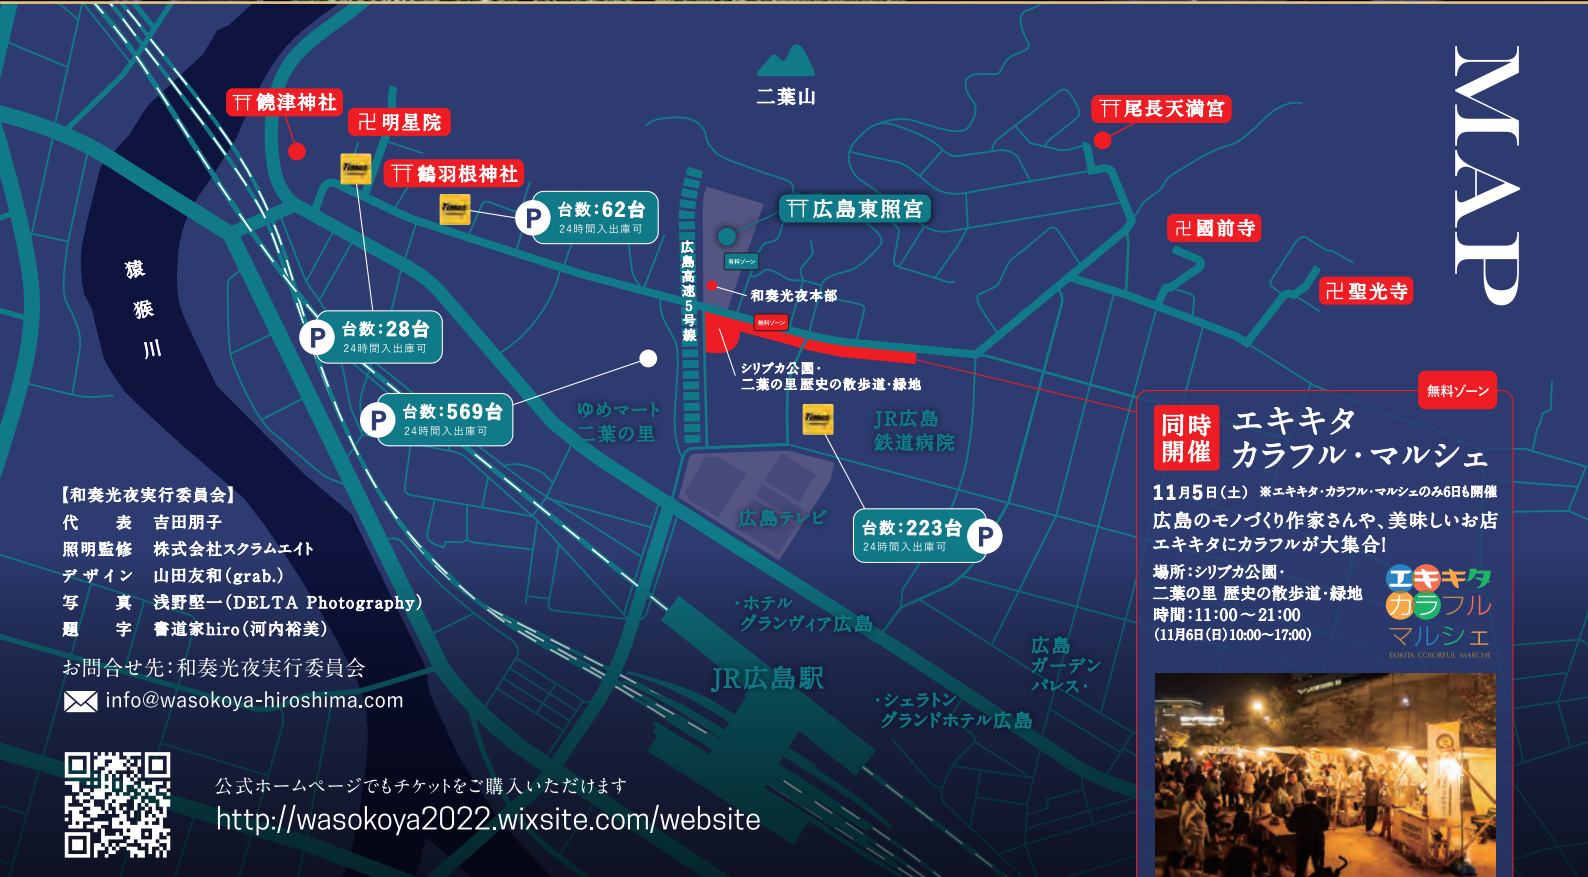 MAP
二葉山
饒津神社
卍明星院
鶴羽根神社
尾長天満宮
卍國前寺
卍聖光寺
広島東照宮
有料ゾーン
和奏光夜本部
無料ゾーン
広島高速5号線
シリブカ公園・
二葉の里 歴史の散歩道・緑地
猿猴川
P
台数:62台
24時間入出庫可
P
台数:28台
24時間入出庫可
P
台数:569台
24時間入出庫可
台数:223台
24時間入出庫可
P
Times
Times
Times
ゆめマート
二葉の里
JR広島
鉄道病院
広島テレビ
・ホテル
グランヴィア広島
JR広島駅
・シェラトン
グランドホテル広島
広島
ガーデン
パレス・
【和奏光夜実行委員会】
代 表 吉田朋子
照明監修 株式会社スクラムエイト
デザイン 山田友和(grab.)
写 真 浅野堅一(DELTA Photography)
題 字 書道家hiro(河内裕美)
お問合せ先:和奏光夜実行委員会
info@wasokoya-hiroshima.com
公式ホームページでもチケットをご購入いただけます
http://wasokoya2022.wixsite.com/website
無料ゾーン
同時
開催
エキキタ
カラフル・マルシェ
11月5日(土) ※エキキタ・カラフル・マルシェのみ6日も開催
広島のモノづくり作家さんや、美味しいお店
エキキタにカラフルが大集合!
場所:シリブカ公園・
二葉の里 歴史の散歩道・緑地
時間:11:00～21:00
(11月6日(日)10:00～17:00)
エキキタ
カラフル
マルシェ
EKIKITA COLORFUL MARCHE